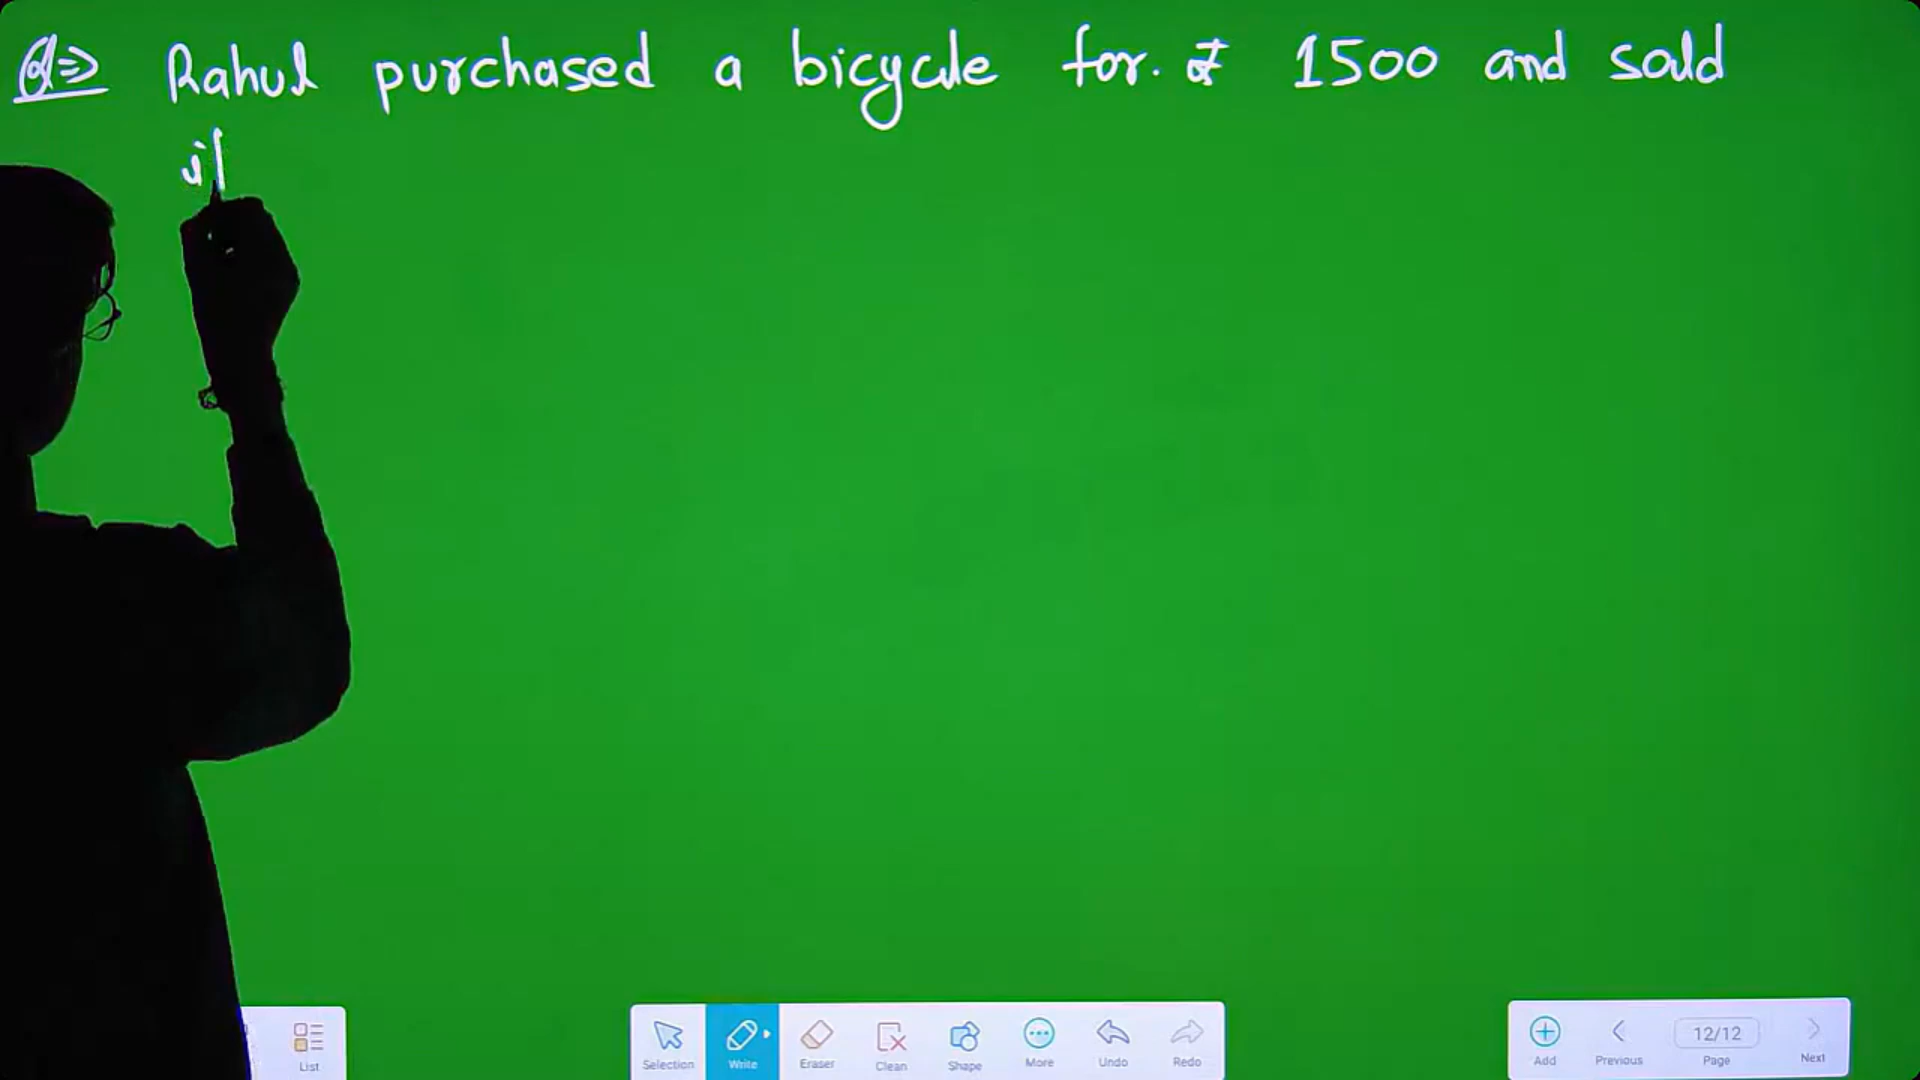 Q⇒ Rahul purchased a bicycle for. ₹ 1500 and sold
it
List
Selection Write Eraser Clean Shape More Undo Redo
Add Previous 12/12 Page Next